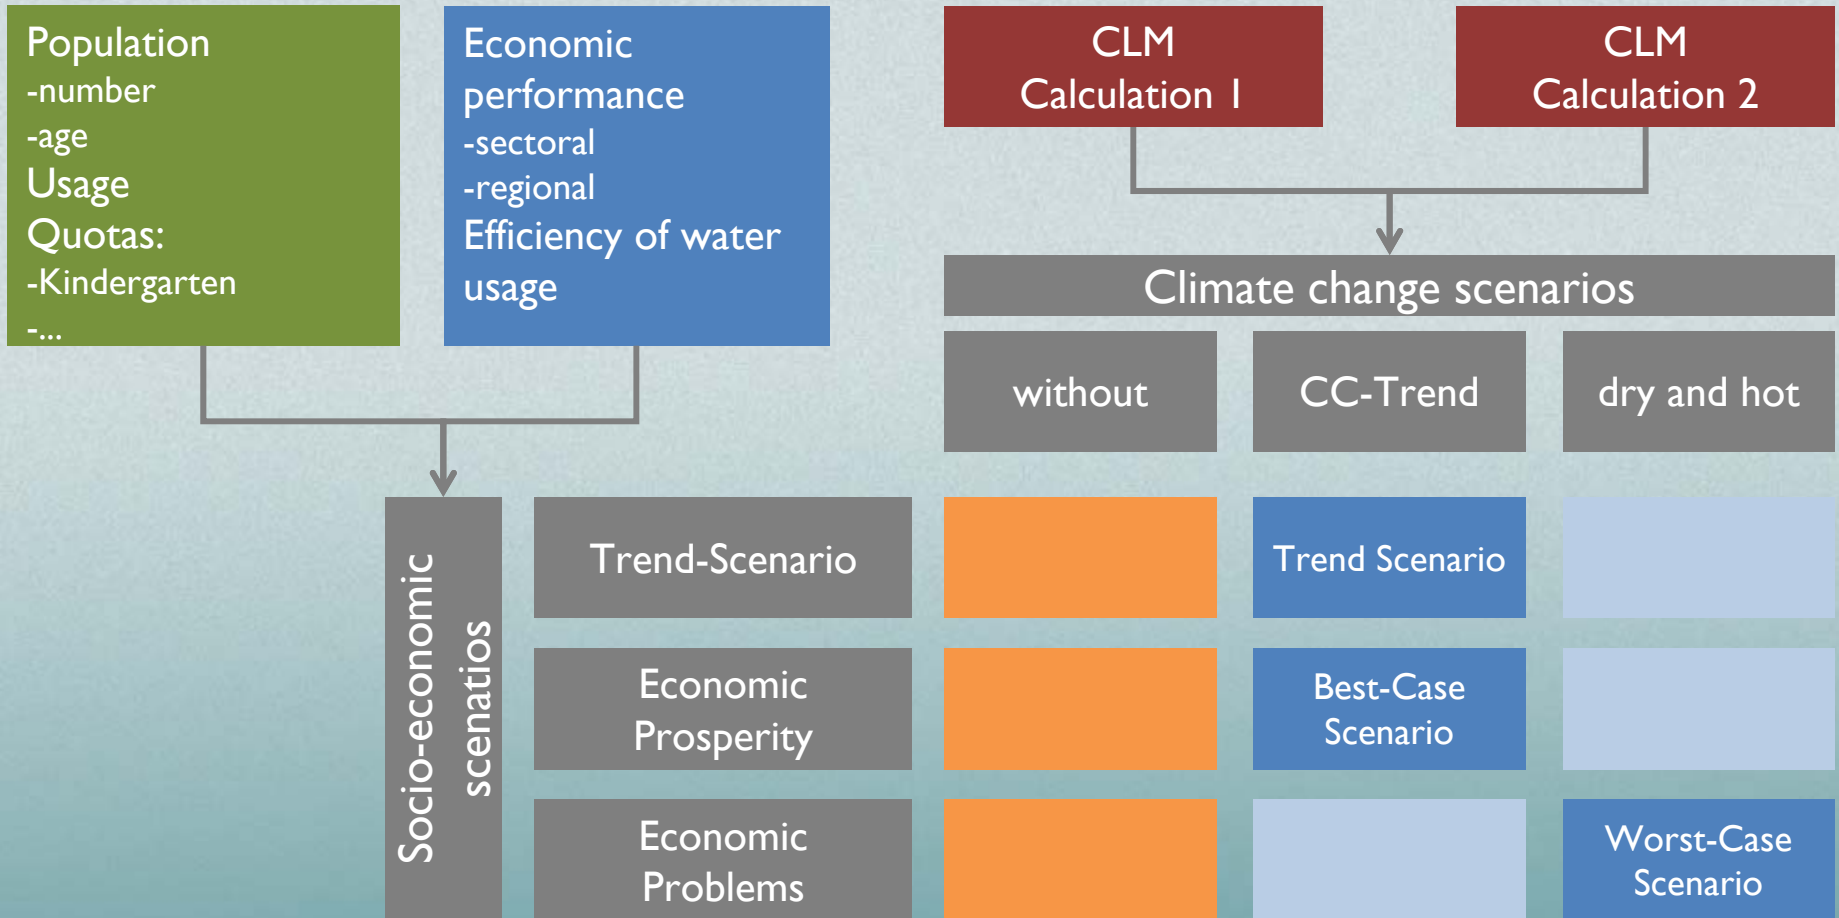 Population
-number
-age
Usage
Quotas:
-Kindergarten
-...
Economic
performance
-sectoral
-regional
Efficiency of water
usage
CLM
Calculation 1
CLM
Calculation 2
Climate change scenarios
without
CC-Trend
dry and hot
Socio-economic
scenatios
Trend-Scenario
Trend Scenario
Economic
Prosperity
Best-Case
Scenario
Economic
Problems
Worst-Case
Scenario